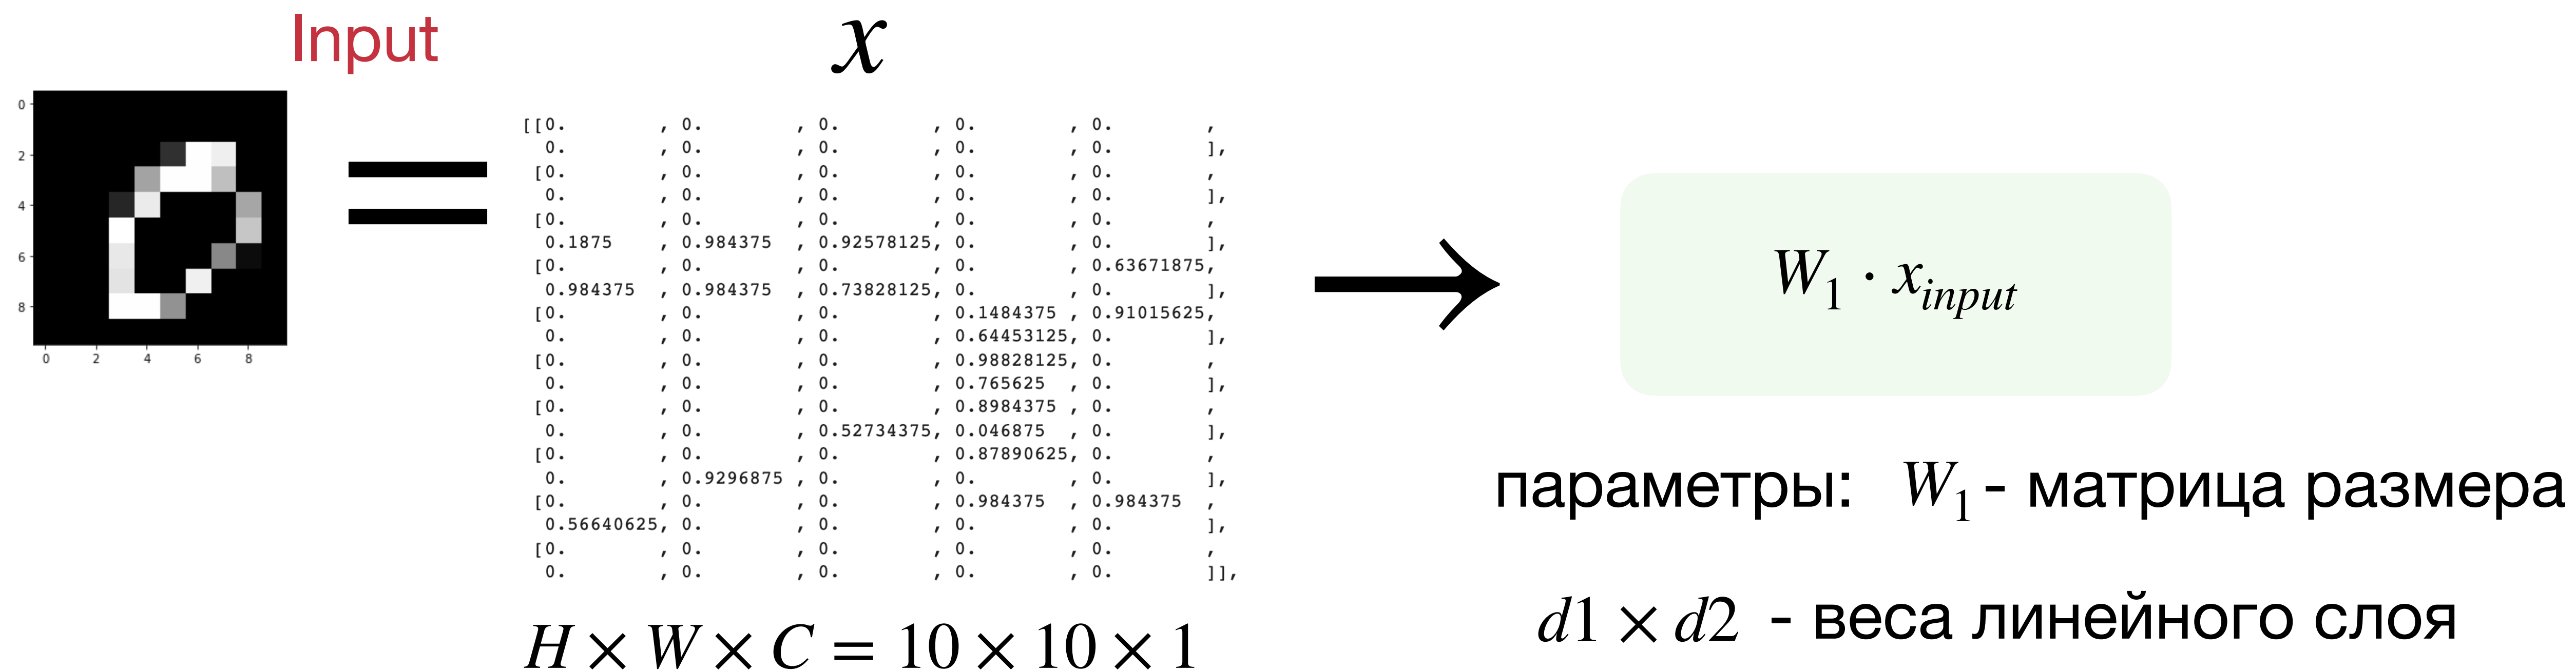 Input
x
0
2
4
6
8
0 2 4 6 8
[[0. , 0. , 0. , 0. , 0. ,
0. , 0. , 0. , 0. , 0. ],
[0. , 0. , 0. , 0. , 0. ,
0. , 0. , 0. , 0. , 0. ],
[0. , 0. , 0. , 0. , 0. ,
0.1875 , 0.984375 , 0.92578125, 0. , 0. ],
[0. , 0. , 0. , 0. , 0.63671875,
0.984375 , 0.984375 , 0.73828125, 0. , 0. ],
[0. , 0. , 0. , 0.1484375 , 0.91015625,
0. , 0. , 0. , 0.64453125, 0. ],
[0. , 0. , 0. , 0.98828125, 0. ,
0. , 0. , 0. , 0.765625 , 0. ],
[0. , 0. , 0. , 0.8984375 , 0. ,
0. , 0. , 0.52734375, 0.046875 , 0. ],
[0. , 0. , 0. , 0.87890625, 0. ,
0. , 0.9296875 , 0. , 0. , 0. ],
[0. , 0. , 0. , 0.984375 , 0.984375 ,
0.56640625, 0. , 0. , 0. , 0. ],
[0. , 0. , 0. , 0. , 0. ,
0. , 0. , 0. , 0. , 0. ]],
H × W × C = 10 × 10 × 1
=
→
W₁ · x_input
параметры: W₁ - матрица размера
d1 × d2 - веса линейного слоя